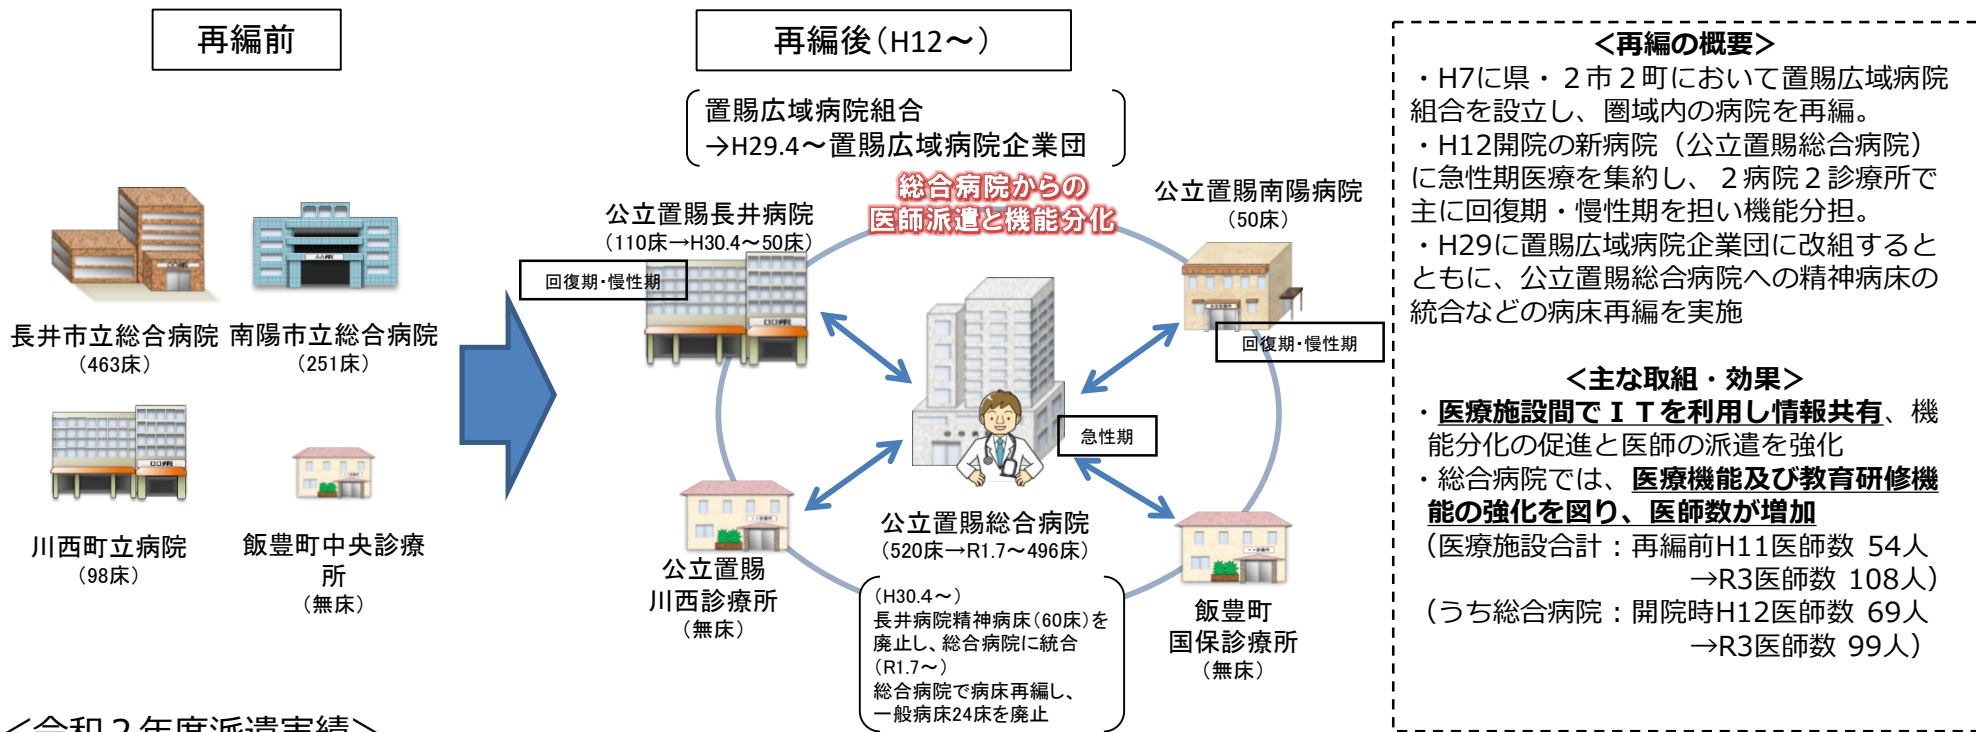 再編前
長井市立総合病院
（463床）
南陽市立総合病院
（251床）
川西町立病院
（98床）
飯豊町中央診療
所
（無床）
再編後（H12～）
置賜広域病院組合
→H29.4～置賜広域病院企業団
総合病院からの
医師派遣と機能分化
公立置賜長井病院
（110床→H30.4～50床）
回復期・慢性期
公立置賜南陽病院
（50床）
回復期・慢性期
急性期
公立置賜総合病院
（520床→R1.7～496床）
（H30.4～）
長井病院精神病床（60床）を
廃止し、総合病院に統合
（R1.7～）
総合病院で病床再編し、
一般病床24床を廃止
公立置賜
川西診療所
（無床）
飯豊町
国保診療所
（無床）
＜再編の概要＞
・H7に県・２市２町において置賜広域病院
組合を設立し、圏域内の病院を再編。
・H12開院の新病院（公立置賜総合病院）
に急性期医療を集約し、２病院２診療所で
主に回復期・慢性期を担い機能分担。
・H29に置賜広域病院企業団に改組すると
ともに、公立置賜総合病院への精神病床の
統合などの病床再編を実施
＜主な取組・効果＞
・医療施設間でＩＴを利用し情報共有、機
能分化の促進と医師の派遣を強化
・総合病院では、医療機能及び教育研修機
能の強化を図り、医師数が増加
（医療施設合計：再編前H11医師数 54人
→R3医師数 108人）
（うち総合病院：開院時H12医師数 69人
→R3医師数 99人）
＜令和２年度派遣実績＞